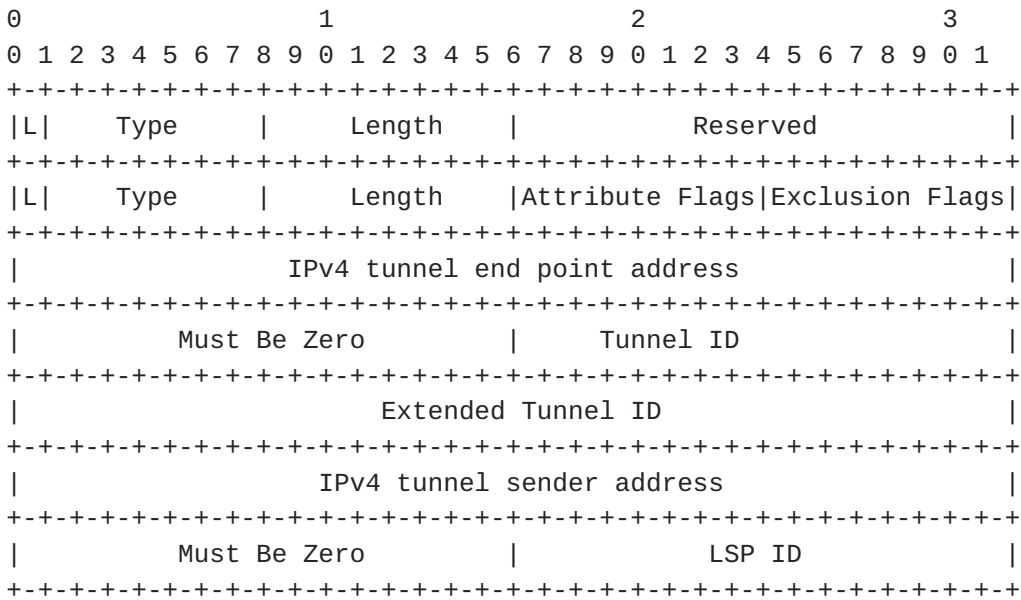 0                   1                   2                   3
0 1 2 3 4 5 6 7 8 9 0 1 2 3 4 5 6 7 8 9 0 1 2 3 4 5 6 7 8 9 0 1
+-+-+-+-+-+-+-+-+-+-+-+-+-+-+-+-+-+-+-+-+-+-+-+-+-+-+-+-+-+-+-+-+
|L|    Type     |     Length    |           Reserved            |
+-+-+-+-+-+-+-+-+-+-+-+-+-+-+-+-+-+-+-+-+-+-+-+-+-+-+-+-+-+-+-+-+
|L|    Type     |     Length    |Attribute Flags|Exclusion Flags|
+-+-+-+-+-+-+-+-+-+-+-+-+-+-+-+-+-+-+-+-+-+-+-+-+-+-+-+-+-+-+-+-+
|                 IPv4 tunnel end point address                 |
+-+-+-+-+-+-+-+-+-+-+-+-+-+-+-+-+-+-+-+-+-+-+-+-+-+-+-+-+-+-+-+-+
|          Must Be Zero         |     Tunnel ID                 |
+-+-+-+-+-+-+-+-+-+-+-+-+-+-+-+-+-+-+-+-+-+-+-+-+-+-+-+-+-+-+-+-+
|                       Extended Tunnel ID                      |
+-+-+-+-+-+-+-+-+-+-+-+-+-+-+-+-+-+-+-+-+-+-+-+-+-+-+-+-+-+-+-+-+
|                   IPv4 tunnel sender address                  |
+-+-+-+-+-+-+-+-+-+-+-+-+-+-+-+-+-+-+-+-+-+-+-+-+-+-+-+-+-+-+-+-+
|          Must Be Zero         |            LSP ID             |
+-+-+-+-+-+-+-+-+-+-+-+-+-+-+-+-+-+-+-+-+-+-+-+-+-+-+-+-+-+-+-+-+